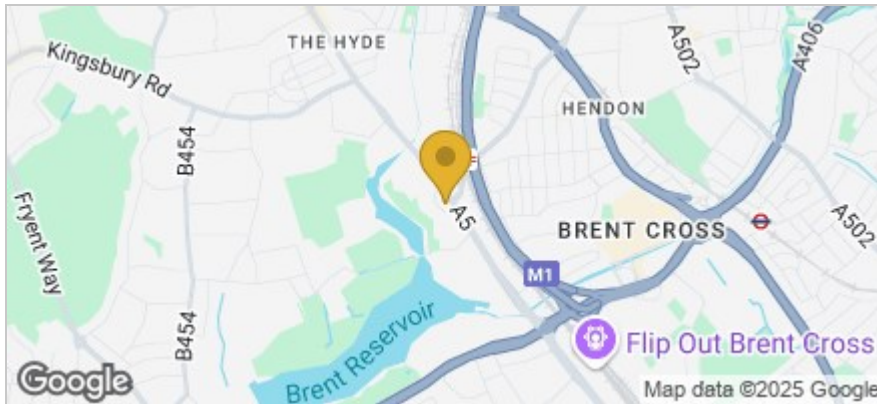 THE HYDE
A502
A406
Kingsbury Rd
HENDON
B454
A5
A502
BRENT CROSS
Fryent Way
M1
B454
Brent Reservoir
Flip Out Brent Cross
Google
Map data ©2025 Google